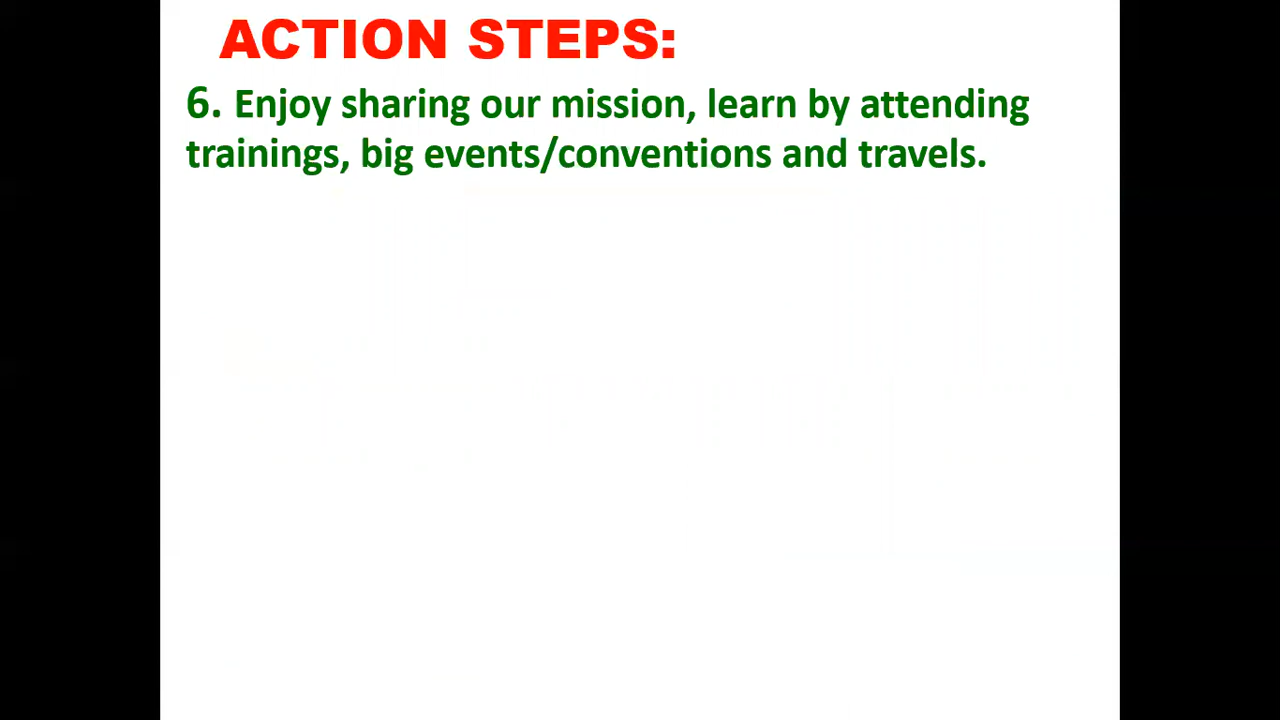 ACTION STEPS:
6. Enjoy sharing our mission, learn by attending
trainings, big events/conventions and travels.